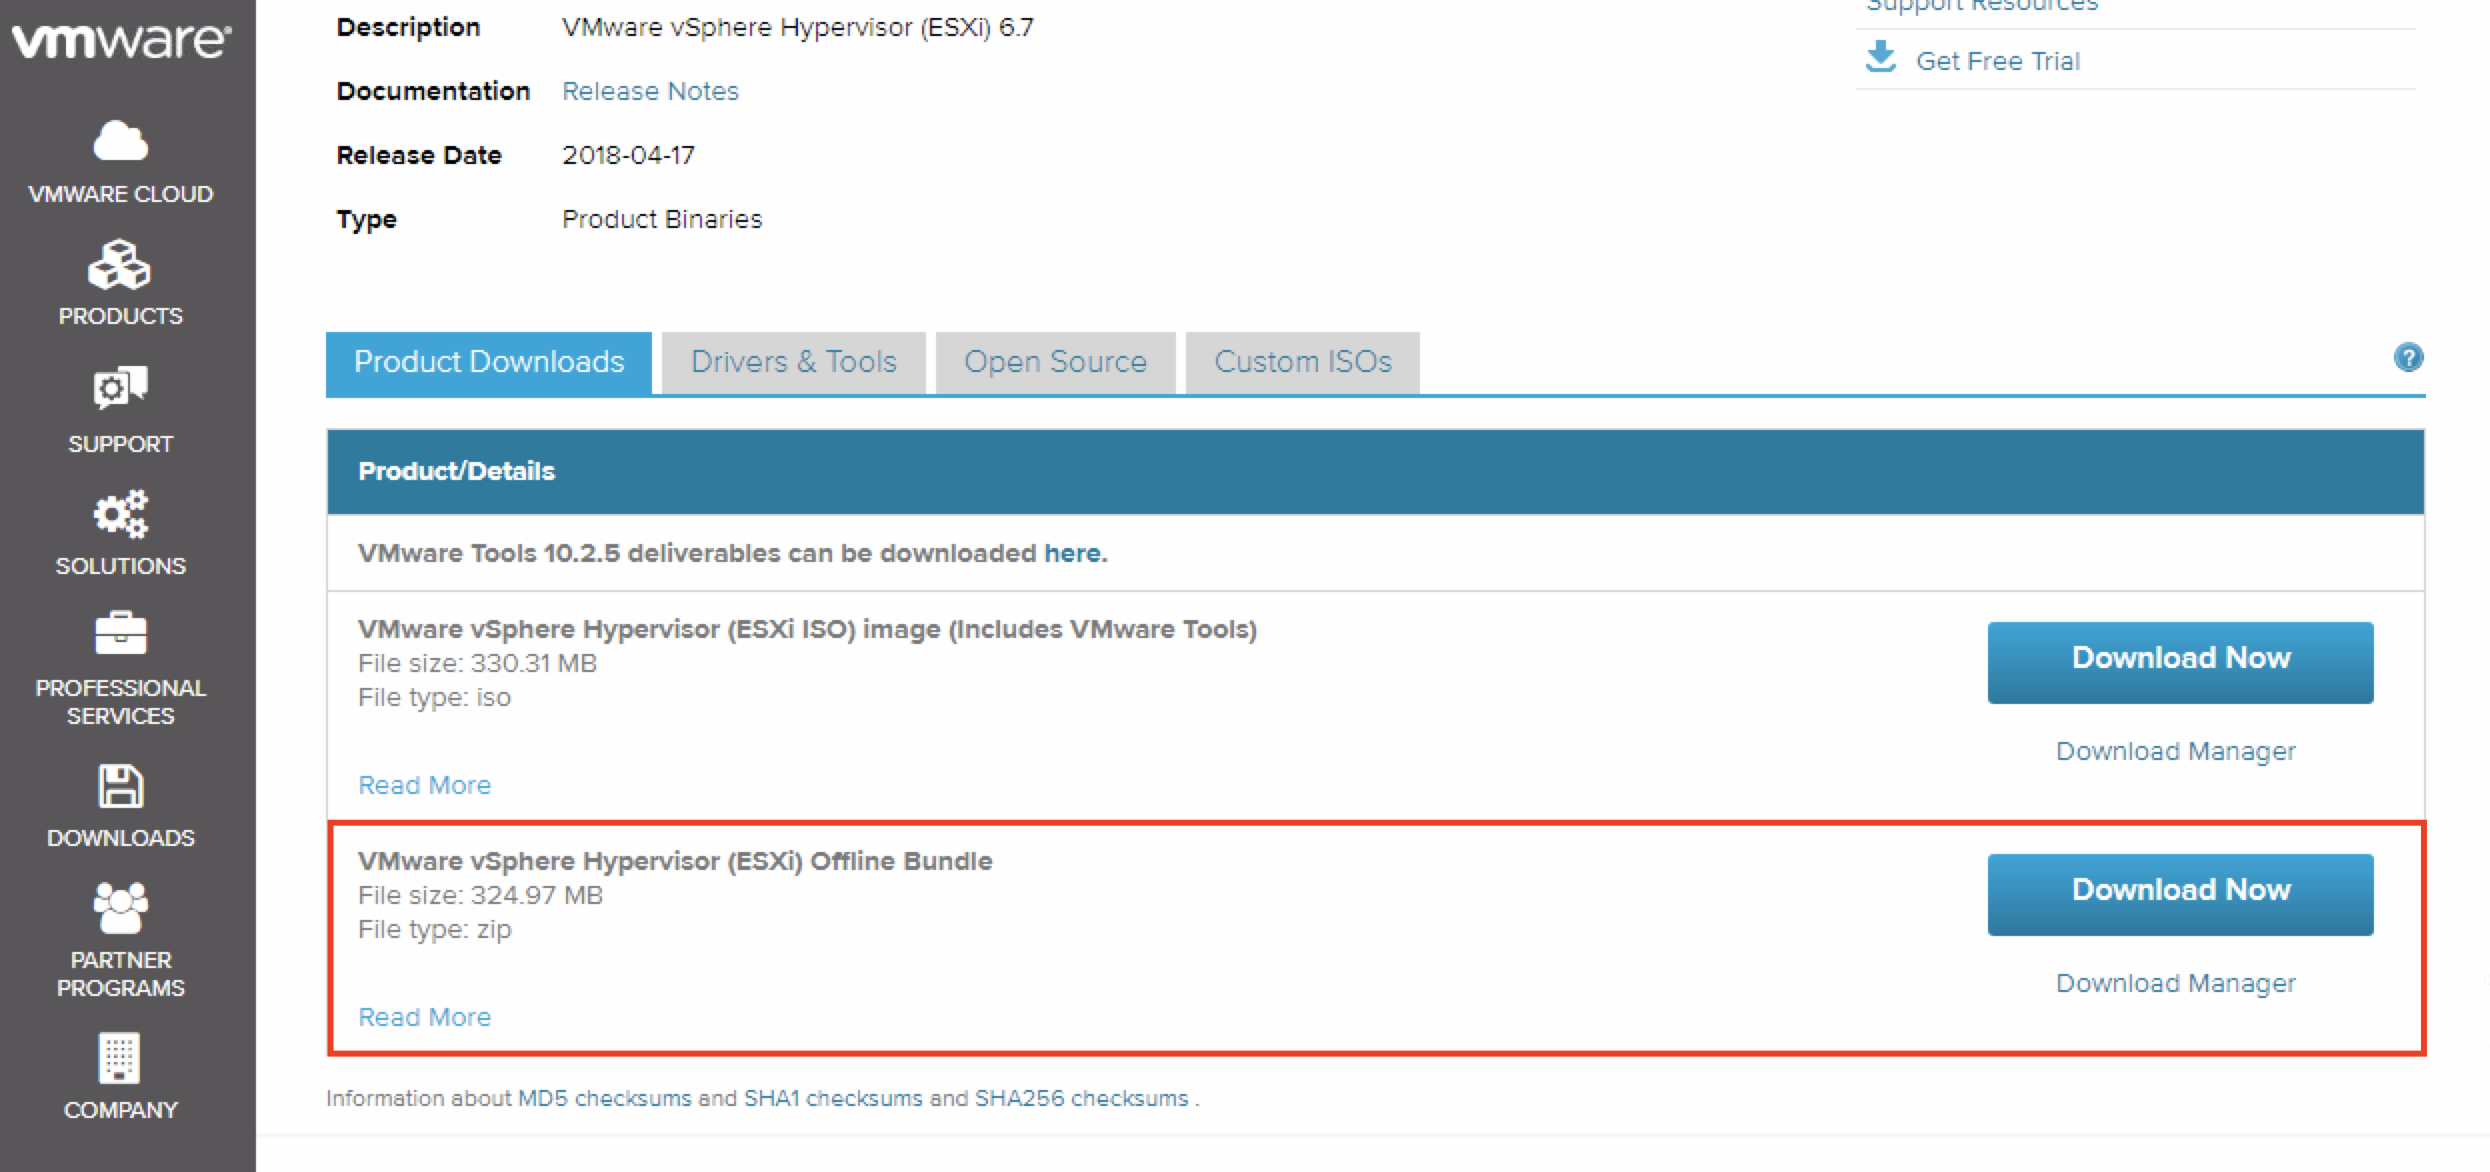 vmware®
VMWARE CLOUD
PRODUCTS
SUPPORT
SOLUTIONS
PROFESSIONAL
SERVICES
DOWNLOADS
PARTNER
PROGRAMS
COMPANY
Description VMware vSphere Hypervisor (ESXi) 6.7
Documentation Release Notes
Release Date 2018-04-17
Type Product Binaries
Support Resources
Get Free Trial
Product Downloads Drivers & Tools Open Source Custom ISOs ?
Product/Details
VMware Tools 10.2.5 deliverables can be downloaded here.
VMware vSphere Hypervisor (ESXi ISO) image (Includes VMware Tools)
File size: 330.31 MB
File type: iso
Read More
Download Now
Download Manager
VMware vSphere Hypervisor (ESXi) Offline Bundle
File size: 324.97 MB
File type: zip
Read More
Download Now
Download Manager
Information about MD5 checksums and SHA1 checksums and SHA256 checksums .